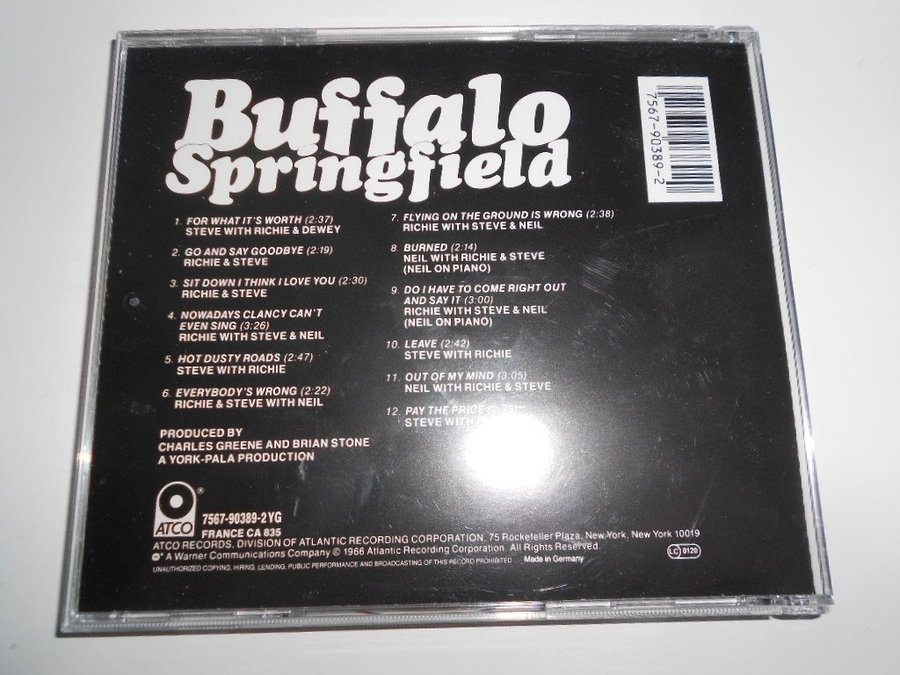 Buffalo
Springfield
7567-90389-2
1. FOR WHAT IT'S WORTH (2:37)
STEVE WITH RICHIE & DEWEY
2. GO AND SAY GOODBYE (2:19)
RICHIE & STEVE
3. SIT DOWN I THINK I LOVE YOU (2:30)
RICHIE & STEVE
4. NOWADAYS CLANCY CAN'T
EVEN SING (3:26)
RICHIE WITH STEVE & NEIL
5. HOT DUSTY ROADS (2:47)
STEVE WITH RICHIE
6. EVERYBODY'S WRONG (2:22)
RICHIE & STEVE WITH NEIL
7. FLYING ON THE GROUND IS WRONG (2:38)
RICHIE WITH STEVE & NEIL
8. BURNED (2:14)
NEIL WITH RICHIE & STEVE
(NEIL ON PIANO)
9. DO I HAVE TO COME RIGHT OUT
AND SAY IT (3:00)
RICHIE WITH STEVE & NEIL
(NEIL ON PIANO)
10. LEAVE (2:42)
STEVE WITH RICHIE
11. OUT OF MY MIND (3:05)
NEIL WITH RICHIE & STEVE
12. PAY THE PRICE
STEVE WITH
PRODUCED BY
CHARLES GREENE AND BRIAN STONE
A YORK-PALA PRODUCTION
ATCO ®
7567-90389-2 YG
FRANCE CA 835
ATCO RECORDS, DIVISION OF ATLANTIC RECORDING CORPORATION, 75 Rockefeller Plaza, New York, New York 10019
A Warner Communications Company © 1966 Atlantic Recording Corporation. All Rights Reserved.
UNAUTHORIZED COPYING, HIRING, LENDING, PUBLIC PERFORMANCE AND BROADCASTING OF THIS RECORD PROHIBITED Made in Germany
LC 0120